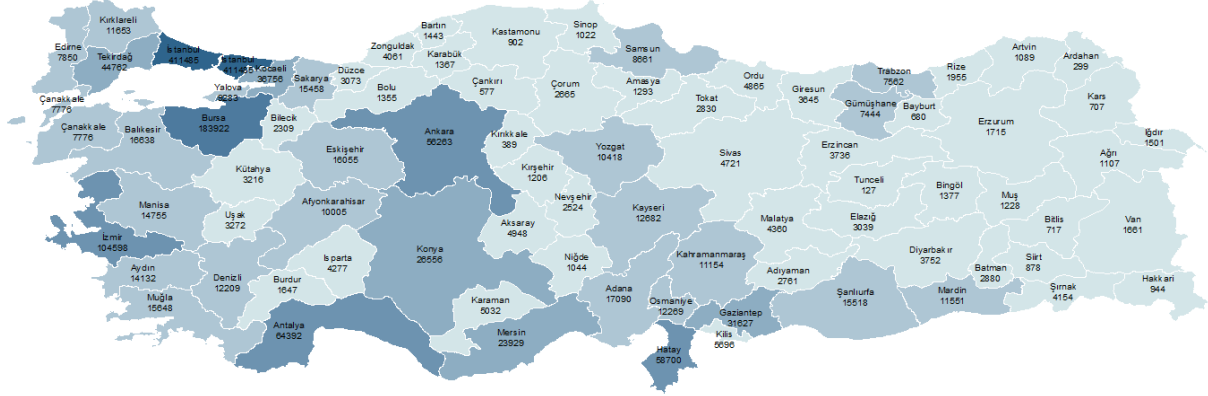 Kırklareli
11653
Edirne
7850
Tekirdağ
44762
İstanbul
411485
İstanbul
411485
Kocaeli
36756
Yalova
9283
Sakarya
15458
Düzce
3073
Zonguldak
4061
Bartın
1443
Karabük
1367
Kastamonu
902
Sinop
1022
Samsun
8661
Çankırı
577
Çorum
2665
Amasya
1293
Ordu
4865
Tokat
2830
Giresun
3645
Trabzon
7562
Gümüşhane
7444
Bayburt
680
Rize
1955
Artvin
1089
Ardahan
299
Kars
707
Iğdır
1501
Ağrı
1107
Erzurum
1715
Erzincan
3736
Çanakkale
7776
Çanakkale
7776
Balıkesir
16638
Bursa
183922
Bilecik
2309
Bolu
1355
Ankara
56263
Kırıkkale
389
Yozgat
10418
Sivas
4721
Eskişehir
16055
Kütahya
3216
Kırşehir
1206
Nevşehir
2524
Kayseri
12682
Tunceli
127
Bingöl
1377
Muş
1228
Bitlis
717
Van
1661
Manisa
14755
Uşak
3272
Afyonkarahisar
10005
Aksaray
4948
Malatya
4360
Elazığ
3039
Diyarbakır
3752
Batman
2880
Siirt
878
Şırnak
4154
Hakkari
944
İzmir
104598
Aydın
14132
Denizli
12209
Muğla
15648
Burdur
1647
Isparta
4277
Konya
26556
Niğde
1044
Kahramanmaraş
11154
Adıyaman
2761
Şanlıurfa
15518
Mardin
11551
Antalya
64392
Karaman
5032
Mersin
23929
Adana
17090
Osmaniye
12269
Gaziantep
31627
Kilis
5696
Hatay
58700